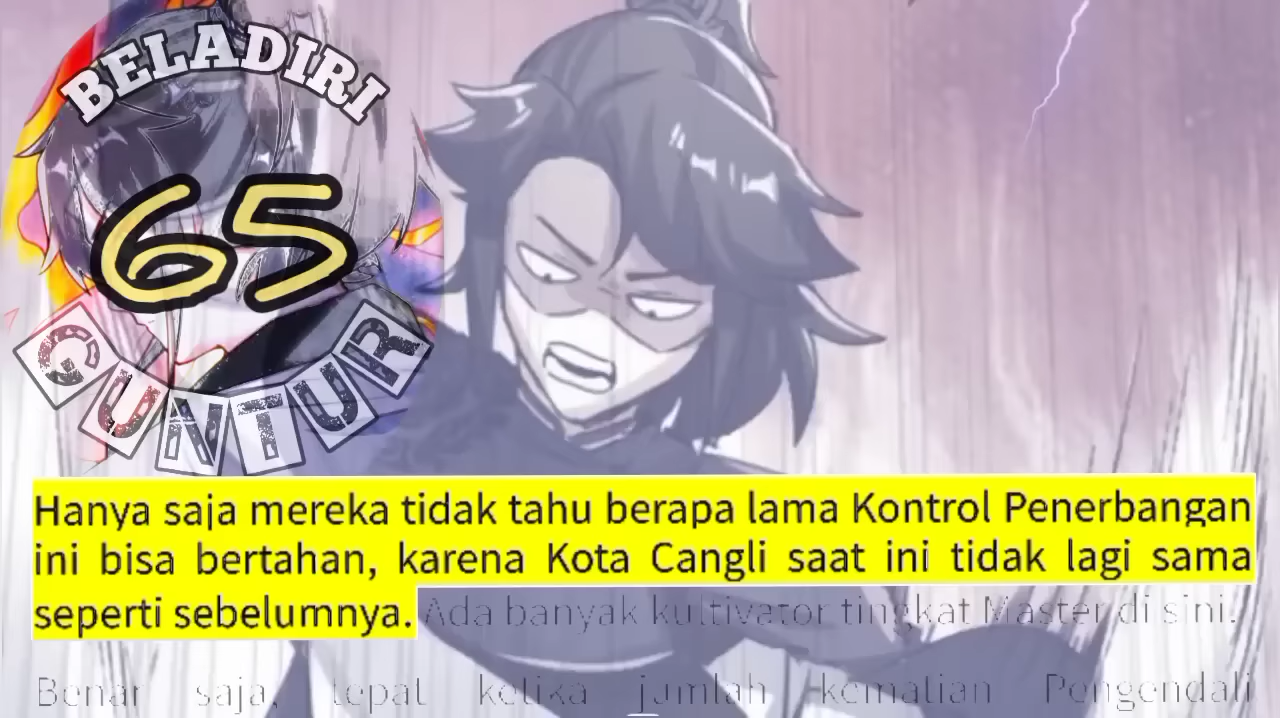 BELADIRI
65
GUNTUR
Hanya saja mereka tidak tahu berapa lama Kontrol Penerbangan
ini bisa bertahan, karena Kota Cangli saat ini tidak lagi sama
seperti sebelumnya. Ada banyak kultivator tingkat Master di sini.
Benar saja, tepat ketika jumlah kematian Pengendali